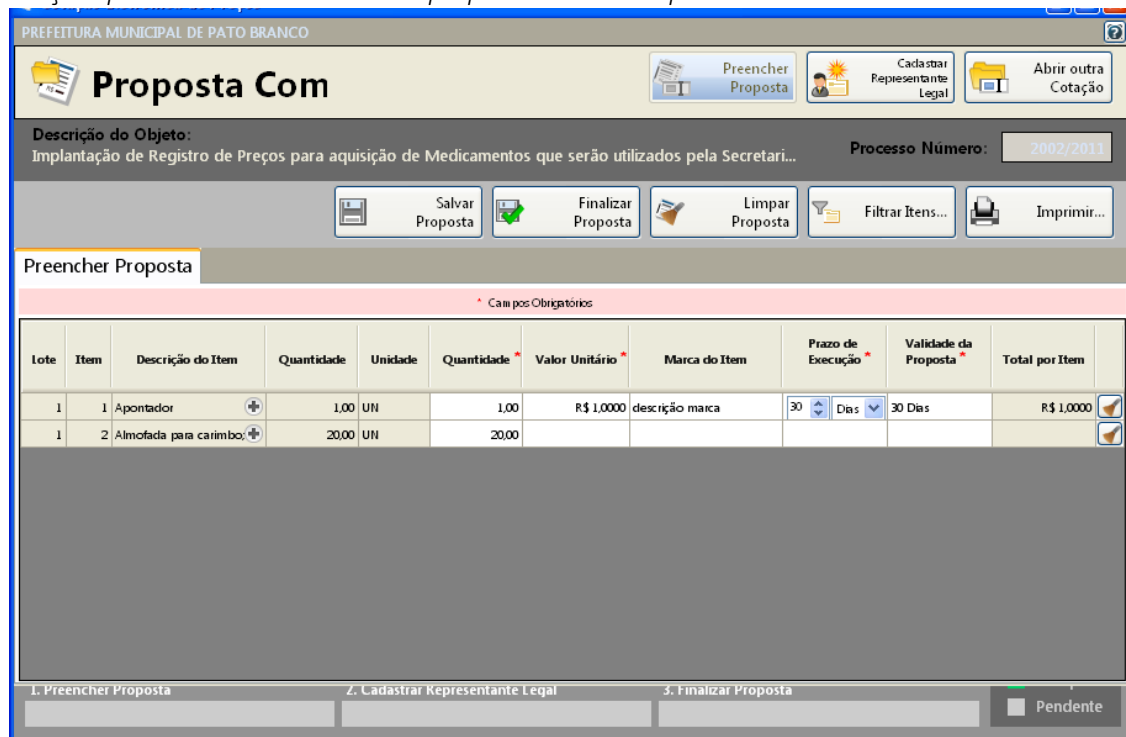 PREFEITURA MUNICIPAL DE PATO BRANCO
Proposta Com
Preencher
Proposta
Cadastrar
Representante
Legal
Abrir outra
Cotação
Descrição do Objeto:
Implantação de Registro de Preços para aquisição de Medicamentos que serão utilizados pela Secretari...
Processo Número: 2002/2011
Salvar
Proposta
Finalizar
Proposta
Limpar
Proposta
Filtrar Itens...
Imprimir...
Preencher Proposta
* Campos Obrigatórios
Lote Item Descrição do Item Quantidade Unidade Quantidade * Valor Unitário * Marca do Item Prazo de Execução * Validade da Proposta * Total por Item
1 1 Apontador 1,00 UN 1,00 R$ 1,0000 descrição marca 30 Dias 30 Dias R$ 1,0000
1 2 Almofada para carimbo; 20,00 UN 20,00
1. Preencher Proposta 2. Cadastrar Representante Legal 3. Finalizar Proposta
Pendente